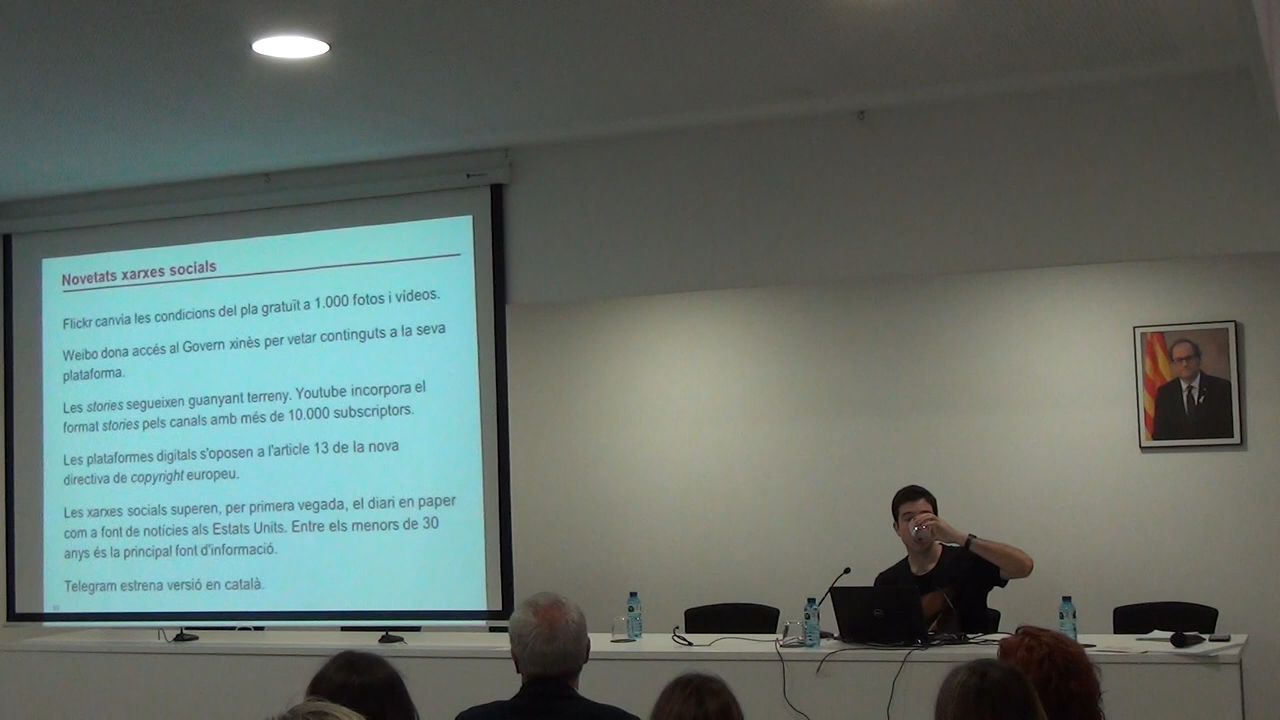 Novetats xarxes socials
Flickr canvia les condicions del pla gratuït a 1.000 fotos i vídeos.
Weibo dona accés al Govern xinès per vetar continguts a la seva
plataforma.
Les stories segueixen guanyant terreny. Youtube incorpora el
format stories pels canals amb més de 10.000 subscriptors.
Les plataformes digitals s'oposen a l'article 13 de la nova
directiva de copyright europeu.
Les xarxes socials superen, per primera vegada, el diari en paper
com a font de notícies als Estats Units. Entre els menors de 30
anys és la principal font d'informació.
Telegram estrena versió en català.